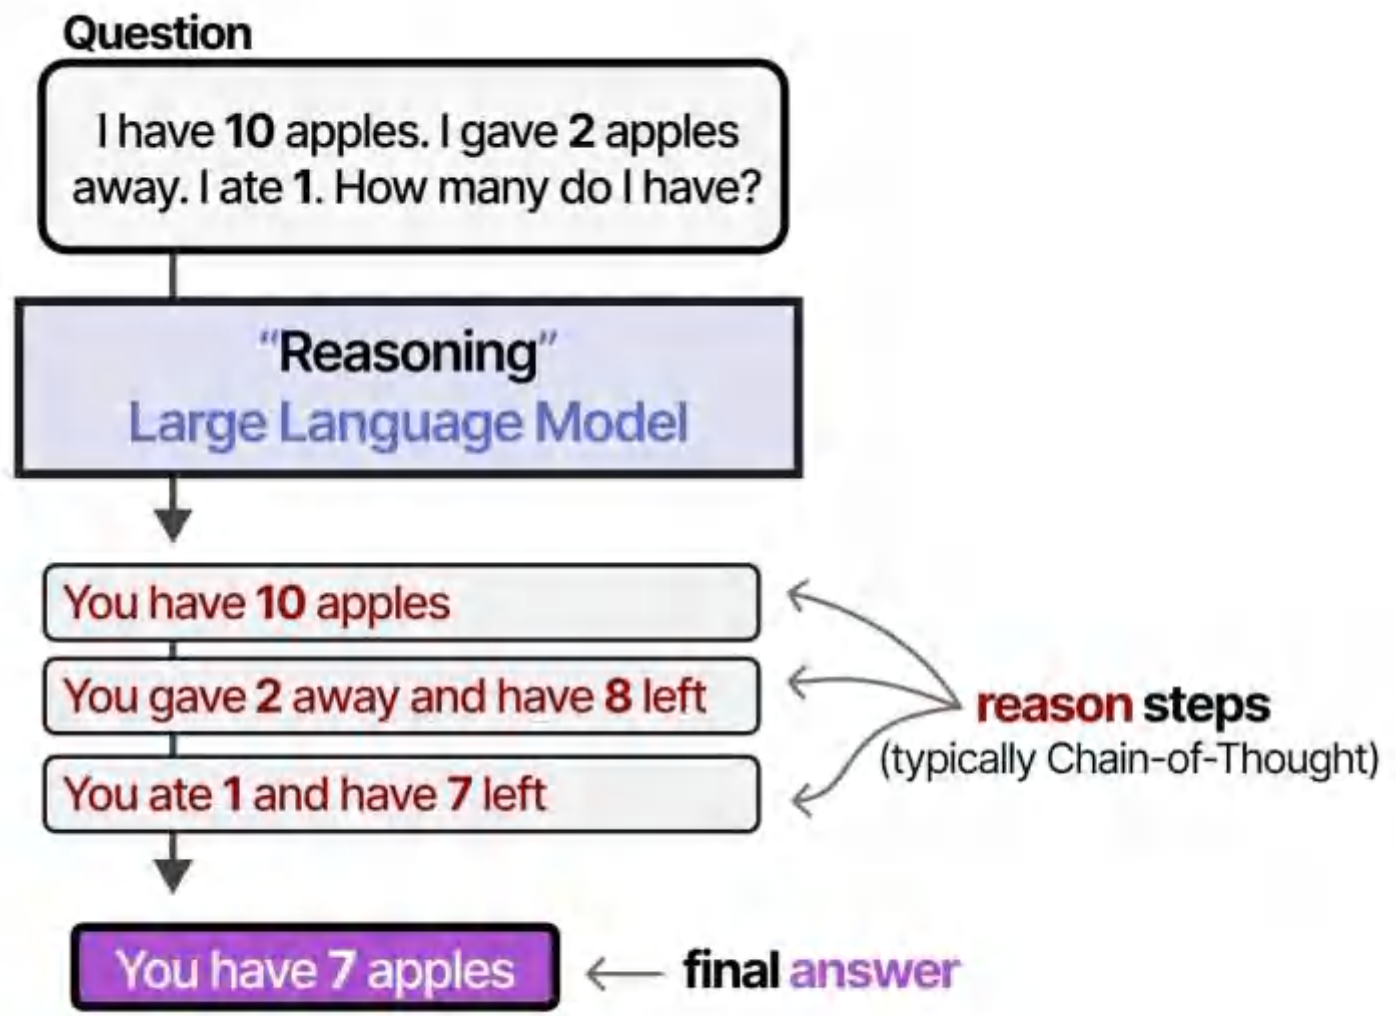 Question
I have 10 apples. I gave 2 apples
away. I ate 1. How many do I have?
“Reasoning”
Large Language Model
You have 10 apples
You gave 2 away and have 8 left
You ate 1 and have 7 left
reason steps
(typically Chain-of-Thought)
You have 7 apples
final answer